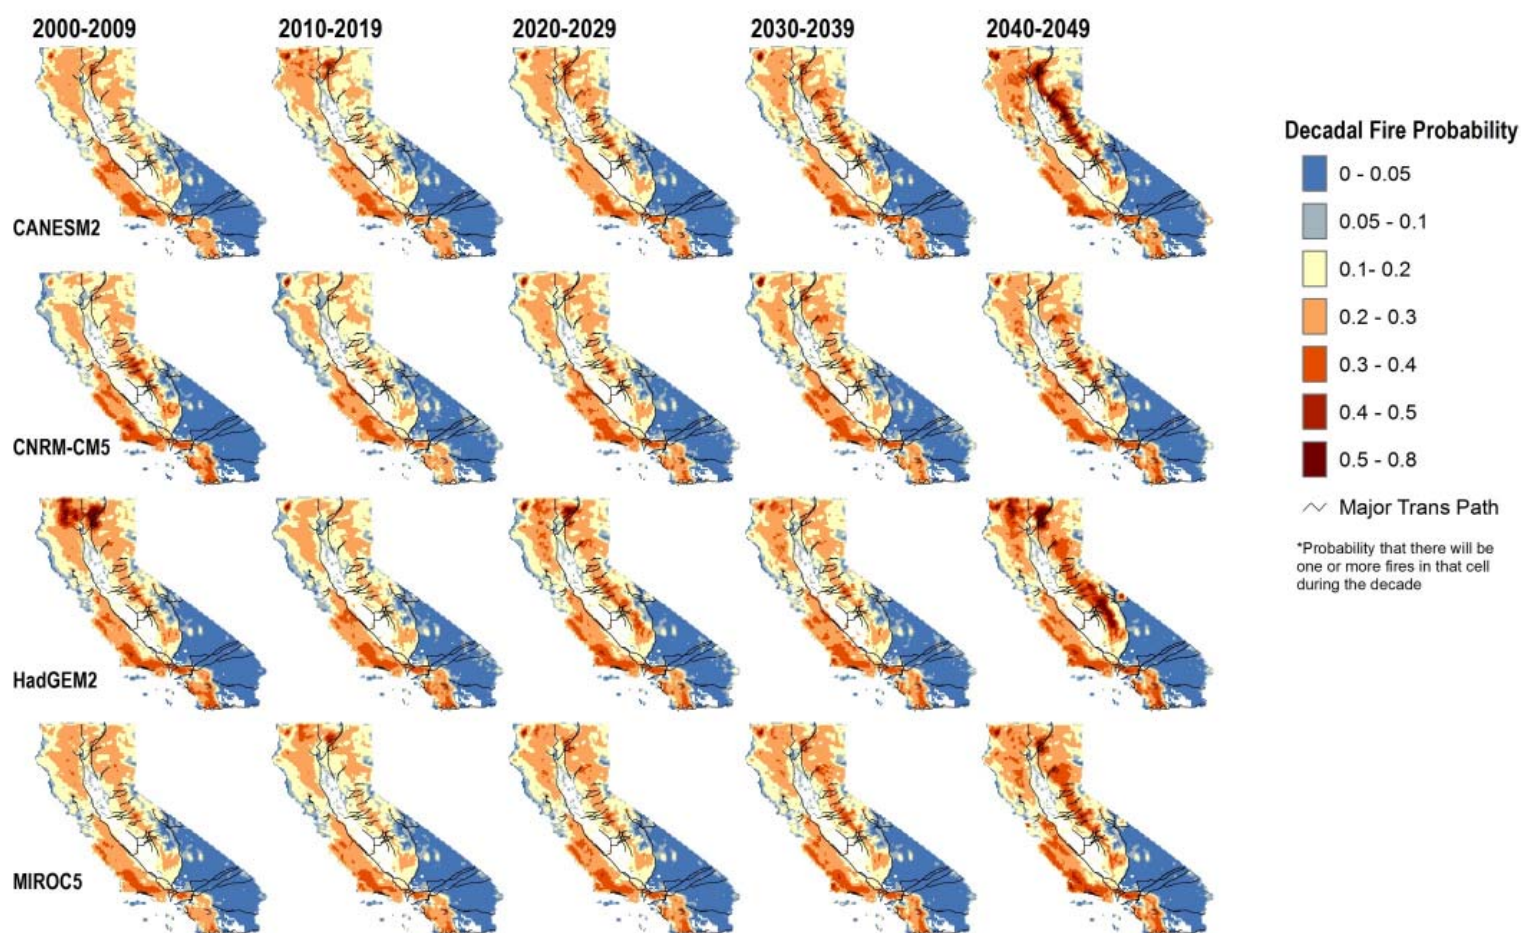 2000-2009
2010-2019
2020-2029
2030-2039
2040-2049
CANESM2
CNRM-CM5
HadGEM2
MIROC5
Decadal Fire Probability
0 - 0.05
0.05 - 0.1
0.1- 0.2
0.2 - 0.3
0.3 - 0.4
0.4 - 0.5
0.5 - 0.8
Major Trans Path
*Probability that there will be
one or more fires in that cell
during the decade